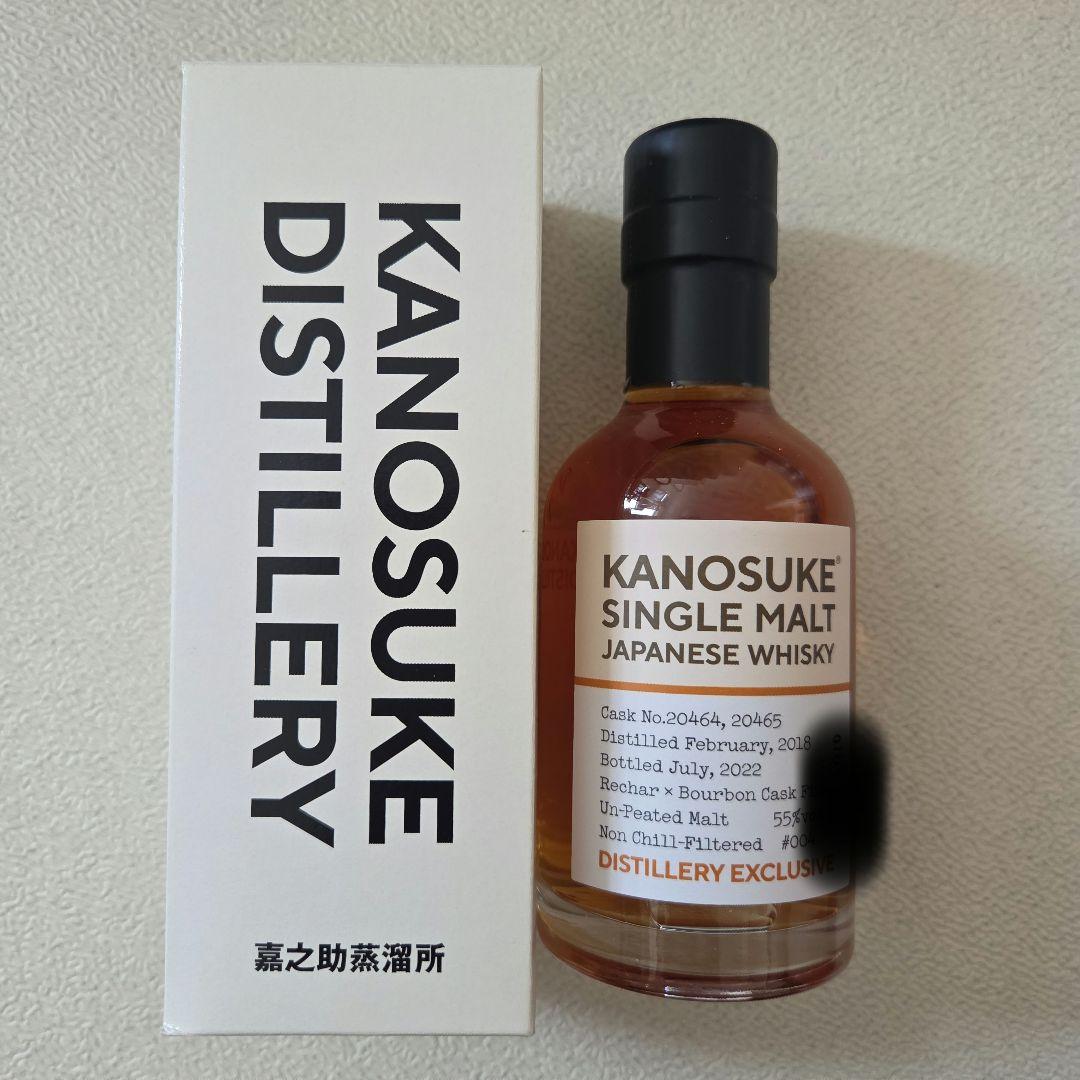 KANOSUKE
DISTILLERY
嘉之助蒸溜所
KANOSUKE®
SINGLE MALT
JAPANESE WHISKY
Cask No.20464, 20465
Distilled February, 2018
Bottled July, 2022
Rechar × Bourbon Cask
Un-Peated Malt 55%
Non Chill-Filtered
DISTILLERY EXCLUSIVE